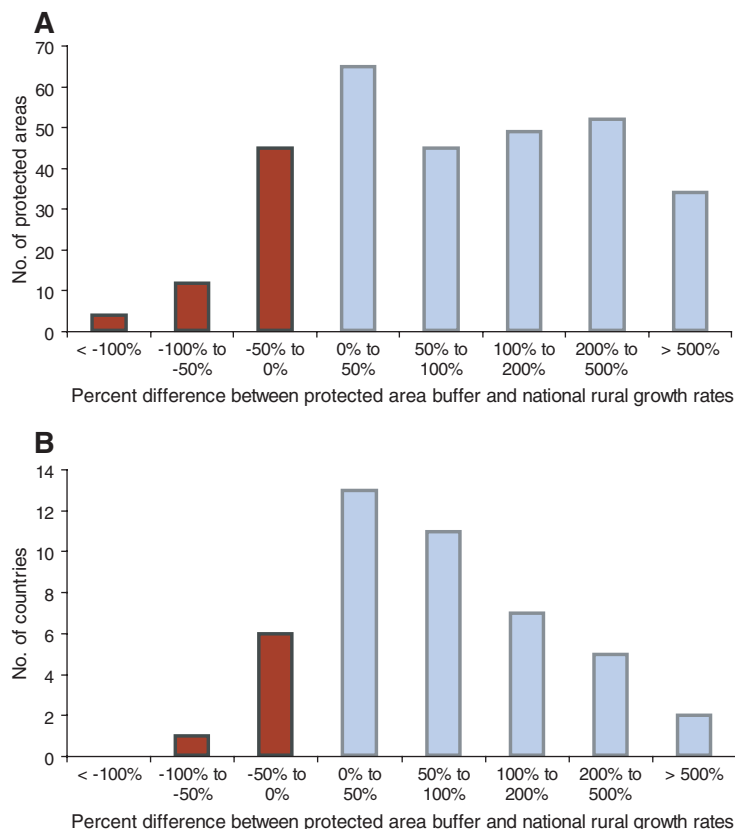 A
70
60
50
40
30
20
10
0
No. of protected areas
< -100%
-100% to
-50%
-50% to
0%
0% to
50%
50% to
100%
100% to
200%
200% to
500%
> 500%
Percent difference between protected area buffer and national rural growth rates
B
14
12
10
8
6
4
2
0
No. of countries
< -100%
-100% to
-50%
-50% to
0%
0% to
50%
50% to
100%
100% to
200%
200% to
500%
> 500%
Percent difference between protected area buffer and national rural growth rates